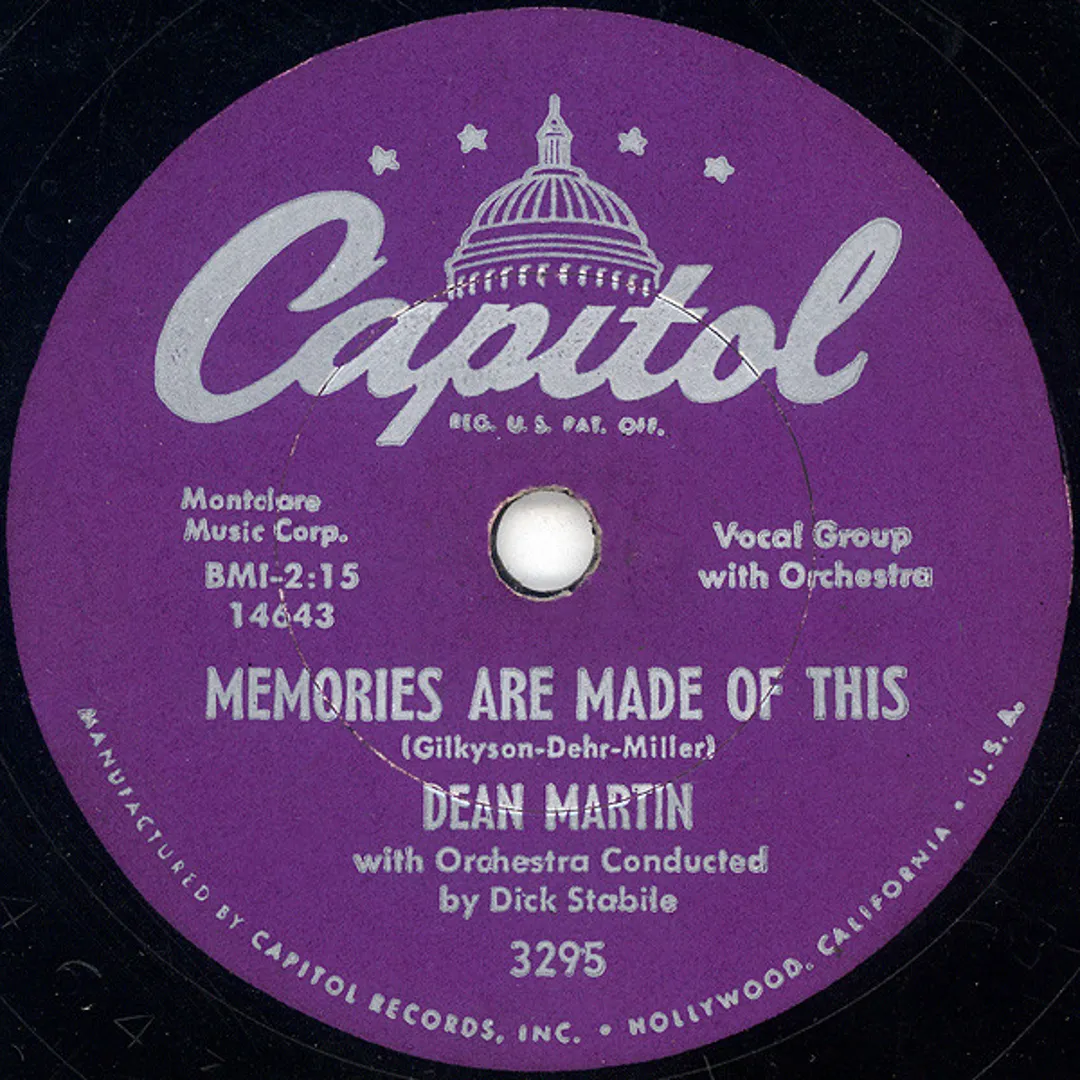 Capitol
REG. U.S. PAT. OFF.
Montclare
Music Corp.
BMI-2:15
14643
Vocal Group
with Orchestra
MEMORIES ARE MADE OF THIS
(Gilkyson-Dehr-Miller)
DEAN MARTIN
with Orchestra Conducted
by Dick Stabile
3295
MANUFACTURED BY CAPITOL RECORDS, INC. • HOLLYWOOD, CALIFORNIA • U.S.A.